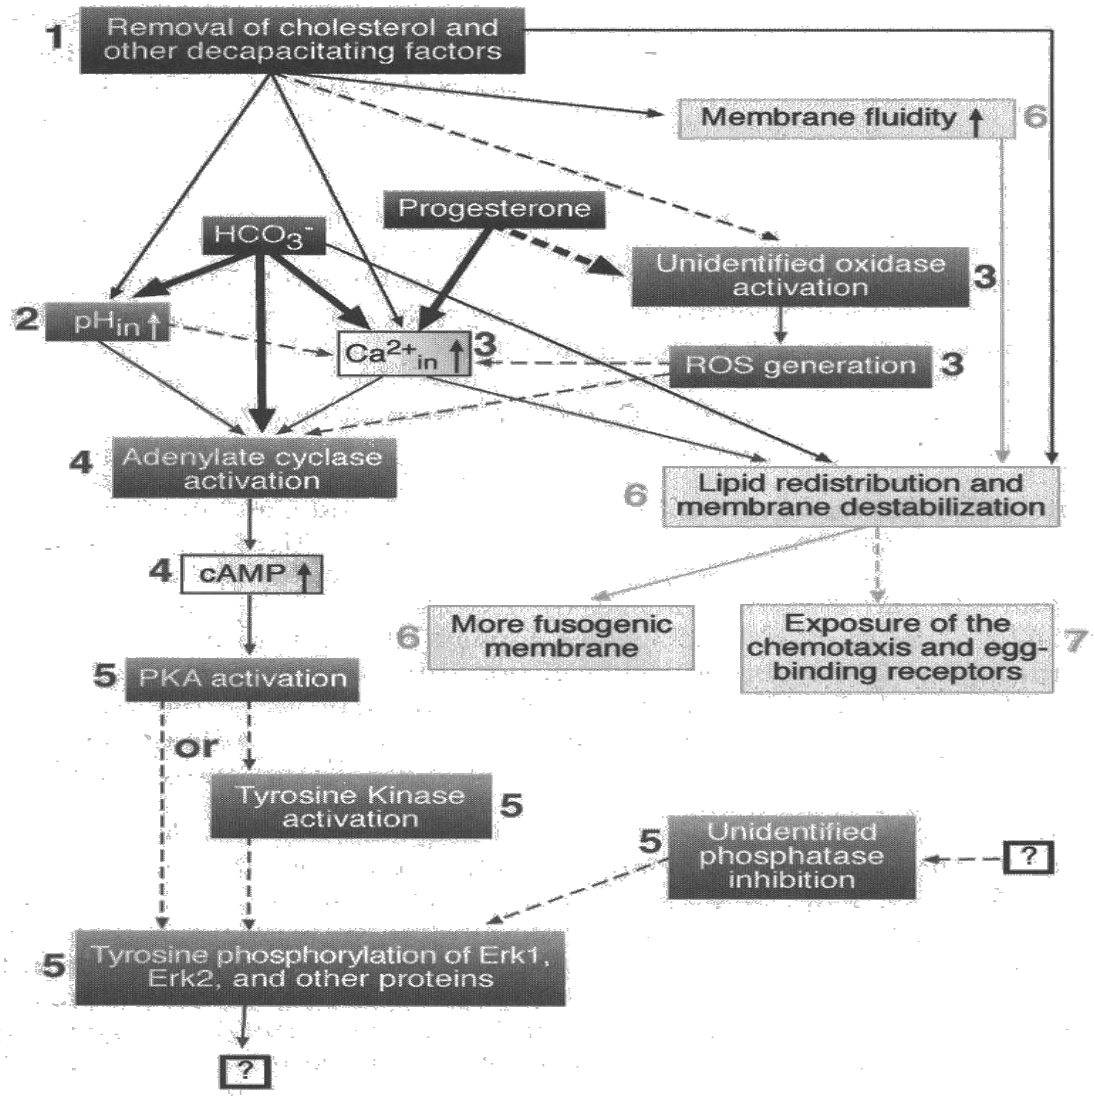 1
Removal of cholesterol and
other decapacitating factors
Membrane fluidity ↑
6
Progesterone
HCO₃⁻
Unidentified oxidase
activation
3
2
pHin ↑
Ca²⁺in ↑
3
ROS generation
3
4
Adenylate cyclase
activation
6
Lipid redistribution and
membrane destabilization
4
cAMP ↑
6
More fusogenic
membrane
Exposure of the
chemotaxis and egg-
binding receptors
7
5
PKA activation
or
Tyrosine Kinase
activation
5
5
Unidentified
phosphatase
inhibition
?
5
Tyrosine phosphorylation of Erk1,
Erk2, and other proteins
?